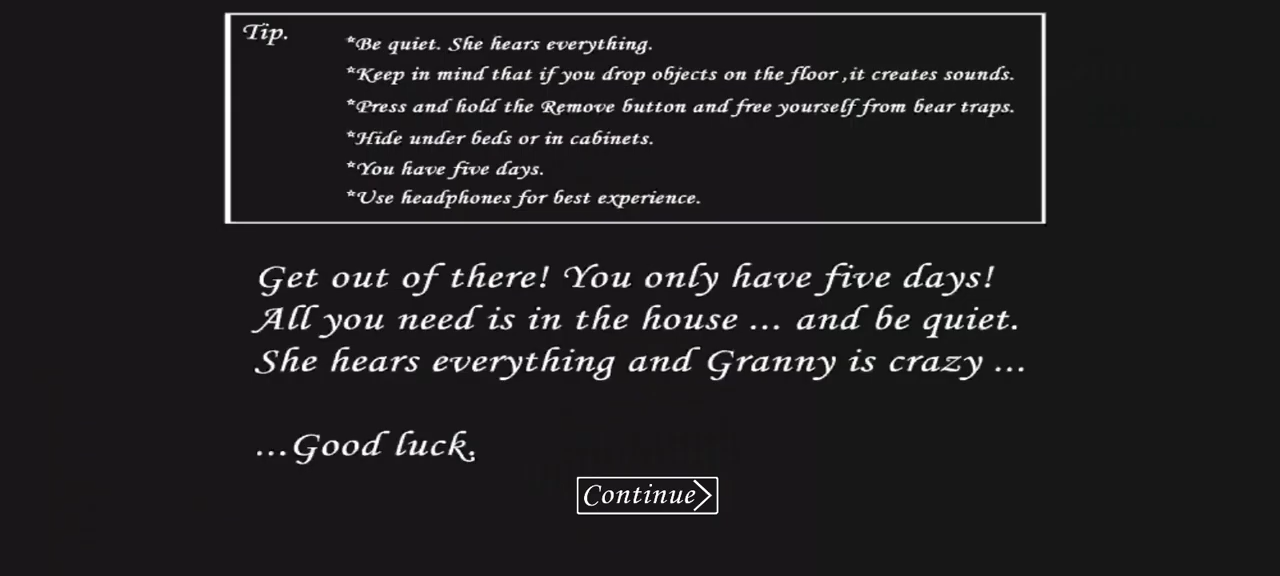 Tip.
*Be quiet. She hears everything.
*Keep in mind that if you drop objects on the floor ,it creates sounds.
*Press and hold the Remove button and free yourself from bear traps.
*Hide under beds or in cabinets.
*You have five days.
*Use headphones for best experience.
Get out of there! You only have five days!
All you need is in the house ... and be quiet.
She hears everything and Granny is crazy ...
...Good luck.
Continue>